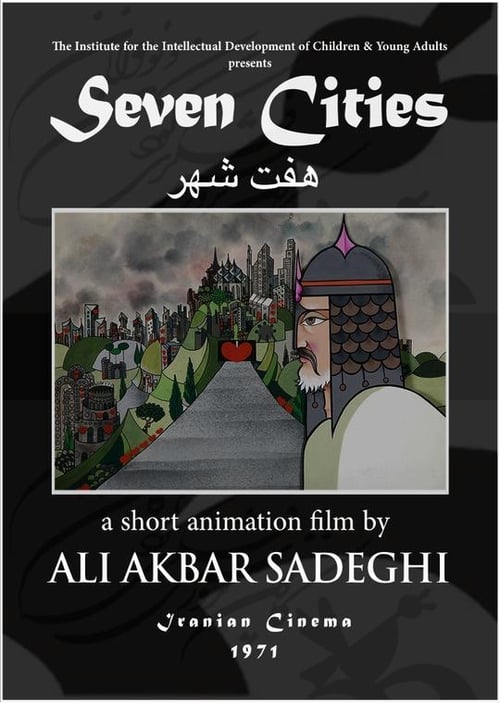 The Institute for the Intellectual Development of Children & Young Adults
presents
Seven Cities
هفت شهر
a short animation film by
ALI AKBAR SADEGHI
Iranian Cinema
1971